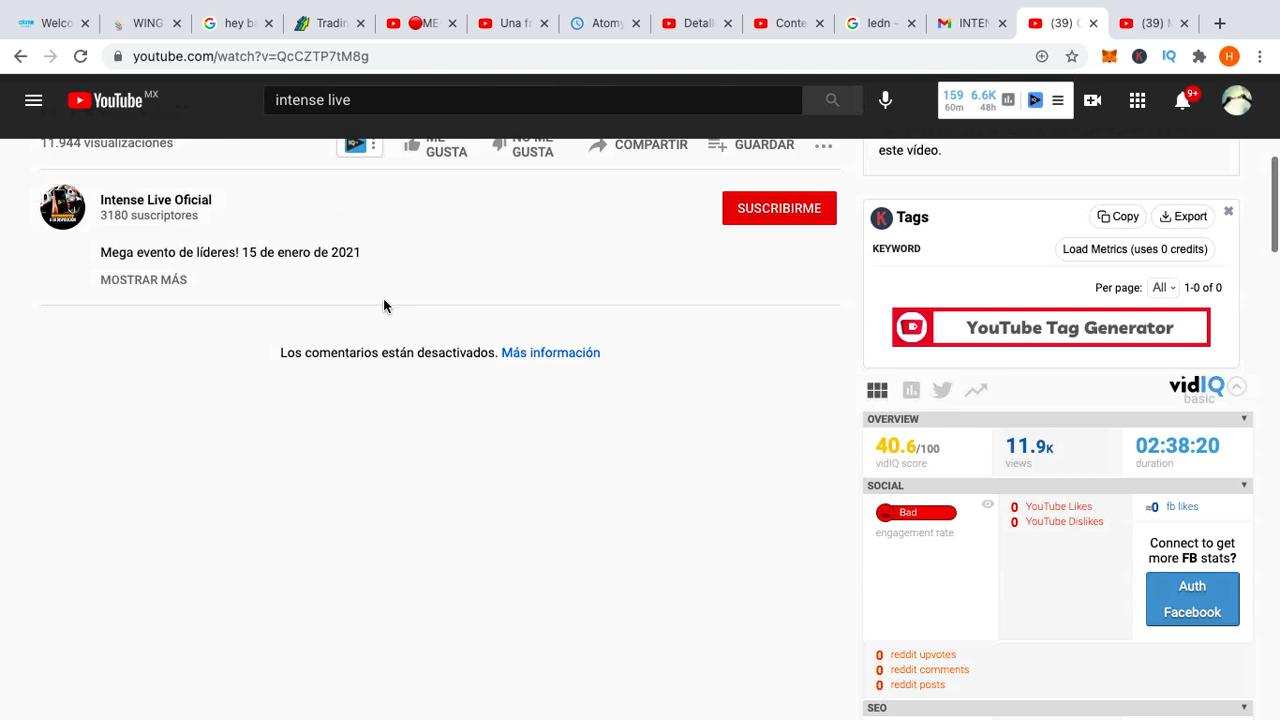 Welco
WING
hey ba
Tradin
ME
Una f
Atomy
Detall
Conte
ledn -
INTEN
(39) C
(39) M
youtube.com/watch?v=QcCZTP7tM8g
YouTube MX
intense live
159 6.6K
60m 48h
9+
H
11.944 visualizaciones
ME GUSTA
NO ME GUSTA
COMPARTIR
GUARDAR
este vídeo.
Intense Live Oficial
3180 suscriptores
SUSCRIBIRME
Mega evento de líderes! 15 de enero de 2021
MOSTRAR MÁS
Los comentarios están desactivados. Más información
K Tags
Copy
Export
KEYWORD
Load Metrics (uses 0 credits)
Per page: All 1-0 of 0
YouTube Tag Generator
vidIQ
basic
OVERVIEW
40.6/100
vidIQ score
11.9K
views
02:38:20
duration
SOCIAL
Bad
engagement rate
0 YouTube Likes
0 YouTube Dislikes
≈0 fb likes
Connect to get
more FB stats?
Auth
Facebook
0 reddit upvotes
0 reddit comments
0 reddit posts
SEO